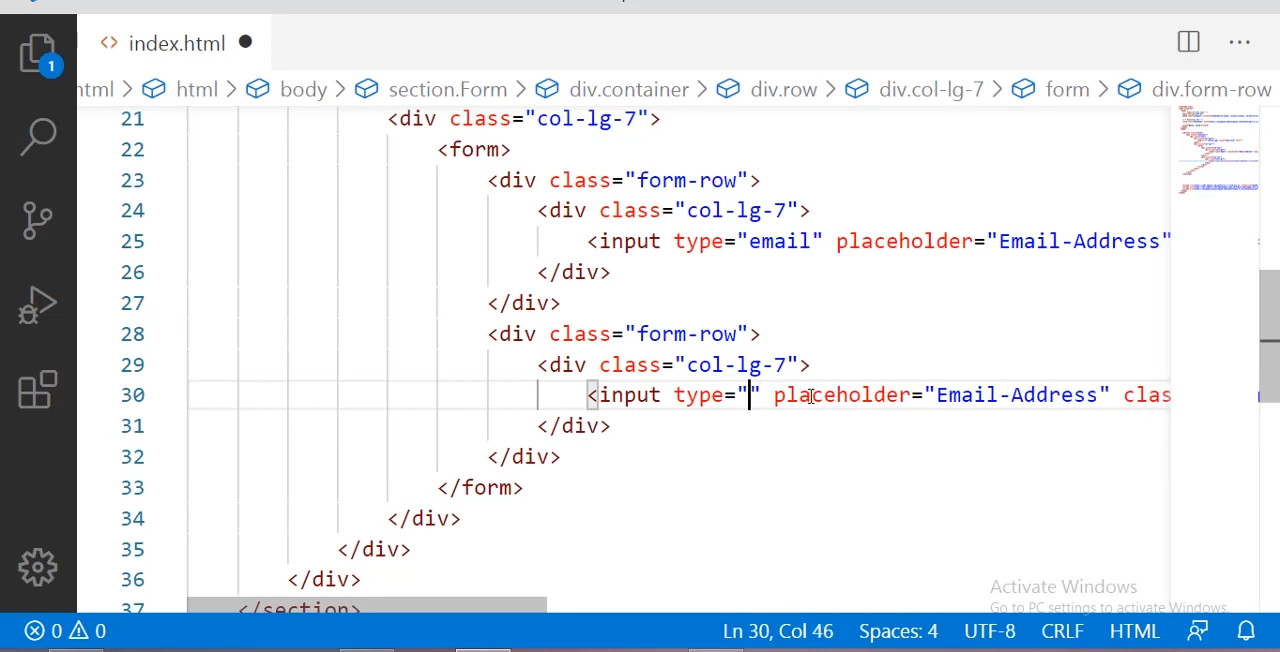 index.html
html
body
section.Form
div.container
div.row
div.col-lg-7
form
div.form-row
1
21 <div class="col-lg-7">
22 <form>
23 <div class="form-row">
24 <div class="col-lg-7">
25 <input type="email" placeholder="Email-Address"
26 </div>
27 </div>
28 <div class="form-row">
29 <div class="col-lg-7">
30 <input type="" placeholder="Email-Address" clas
31 </div>
32 </div>
33 </form>
34 </div>
35 </div>
36 </div>
37 </section>
Activate Windows
Go to PC settings to activate Windows.
0 0 Ln 30, Col 46 Spaces: 4 UTF-8 CRLF HTML